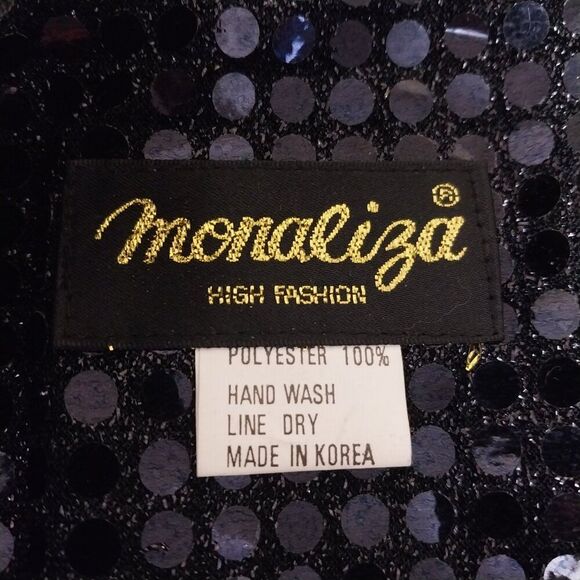 monaliza®
HIGH FASHION
POLYESTER 100%
HAND WASH
LINE DRY
MADE IN KOREA